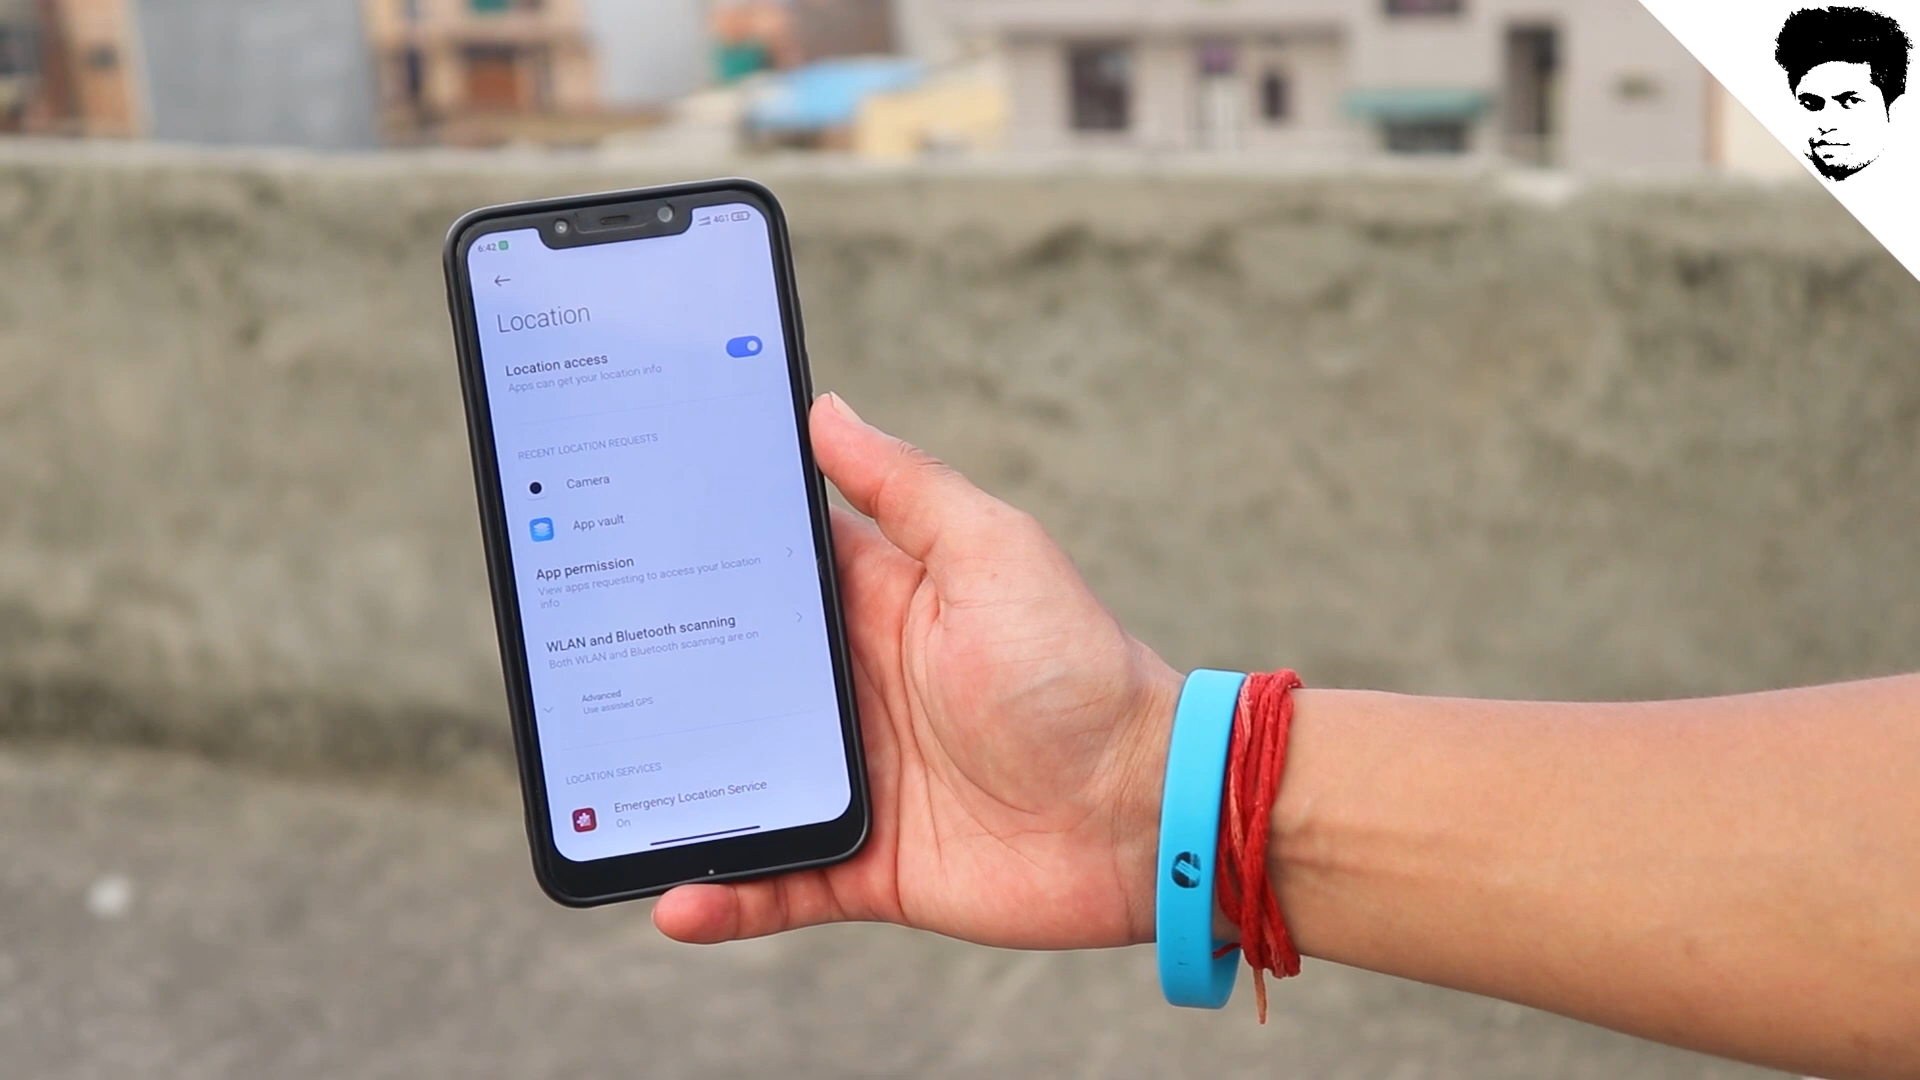 6:42
4G
Location
Location access
Apps can get your location info
RECENT LOCATION REQUESTS
Camera
App vault
App permission
View apps requesting to access your location
info
WLAN and Bluetooth scanning
Both WLAN and Bluetooth scanning are on
Advanced
Use assisted GPS
LOCATION SERVICES
Emergency Location Service
On